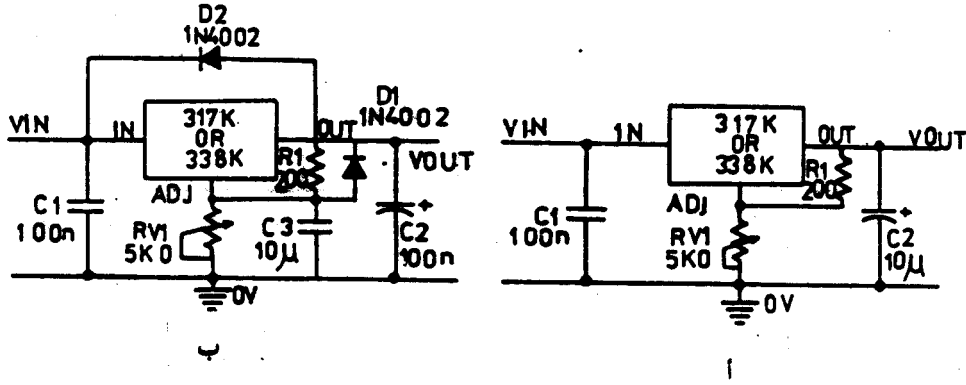 D2
1N4002
D1
1N4002
VIN
IN
317K
OR
338K
OUT
VOUT
R1
200
ADJ
C1
100n
RV1
5K0
C3
10μ
+
C2
100n
0V
ب
VIN
1N
317K
OR
338K
OUT
VOUT
R1
200
ADJ
C1
100n
RV1
5K0
+
C2
10μ
0V
أ